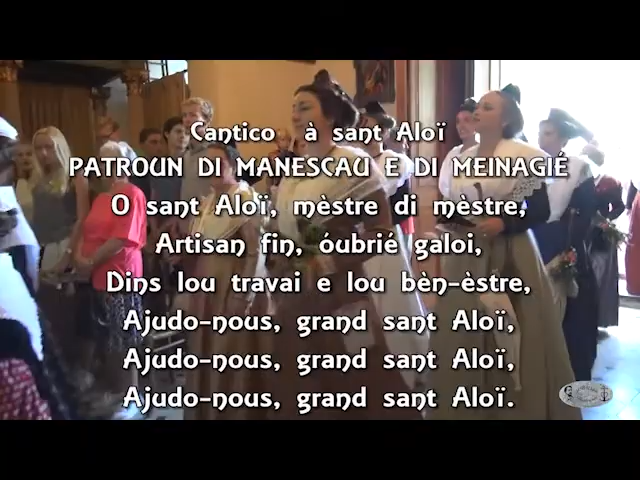 Cantico à sant Aloï
PATROUN DI MANESCAU E DI MEINAGIÉ
O sant Aloï, mèstre di mèstre,
Artisan fin, óubrié galoi,
Dins lou travai e lou bèn-èstre,
Ajudo-nous, grand sant Aloï,
Ajudo-nous, grand sant Aloï,
Ajudo-nous, grand sant Aloï.